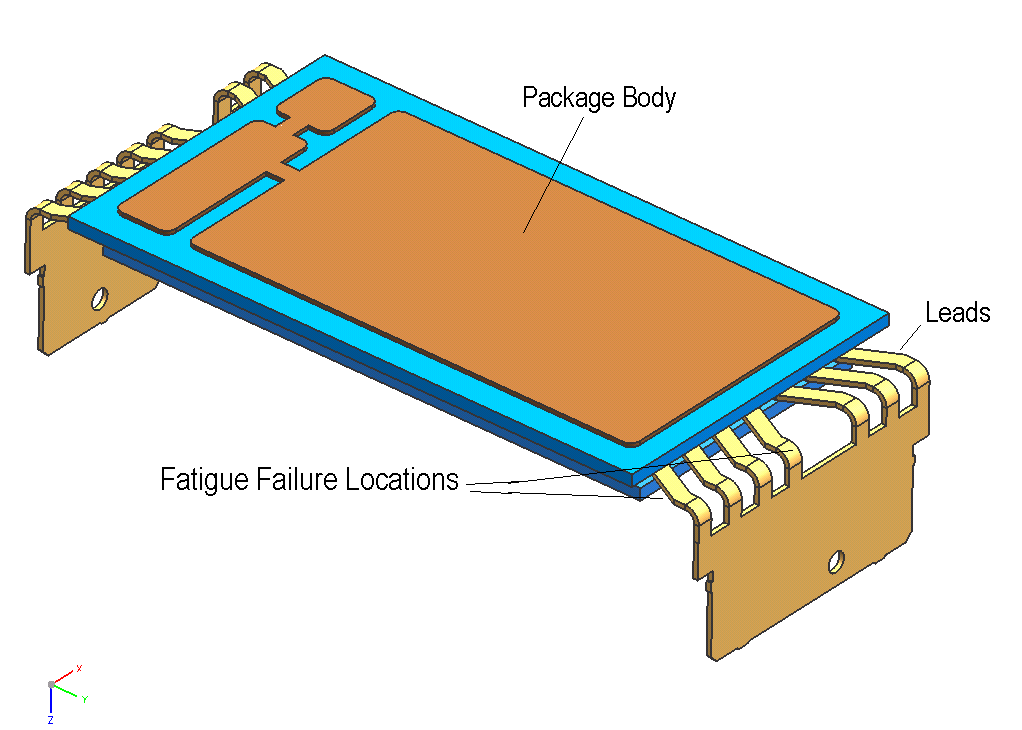 Package Body
Leads
Fatigue Failure Locations
X
Y
Z